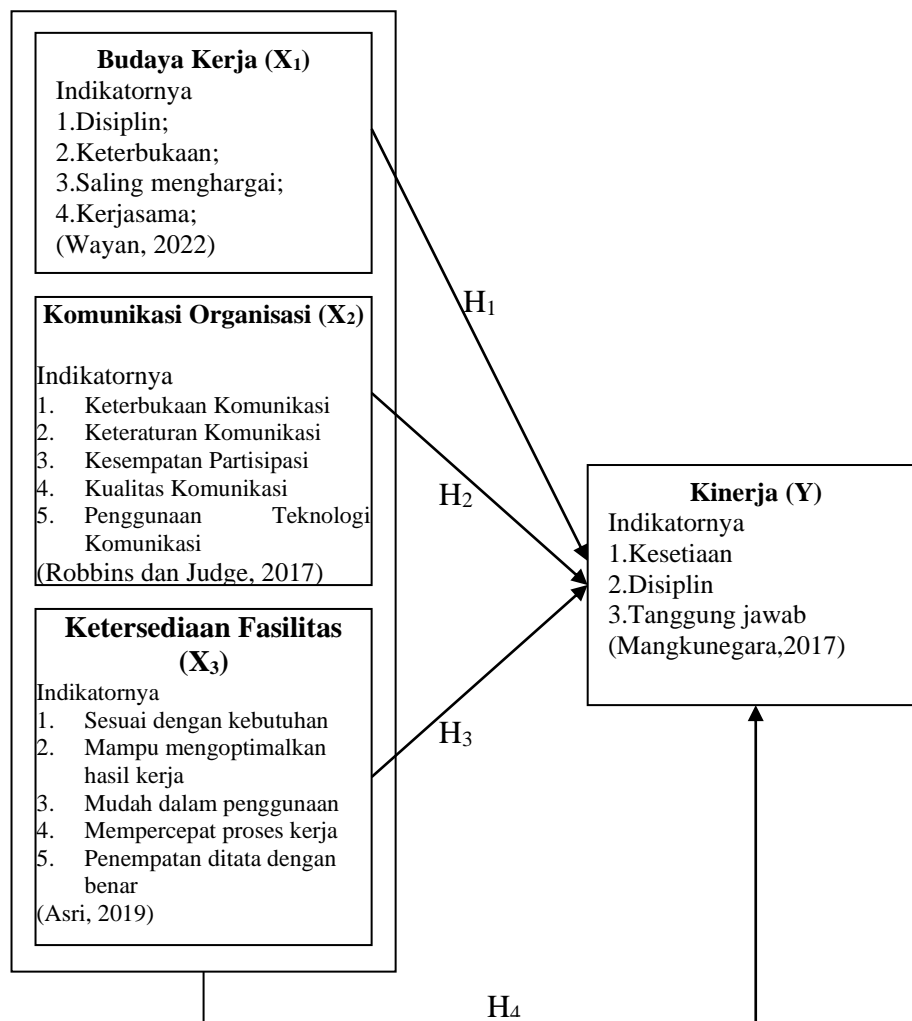 Budaya Kerja (X₁)
Indikatornya
1.Disiplin;
2.Keterbukaan;
3.Saling menghargai;
4.Kerjasama;
(Wayan, 2022)
H₁
Komunikasi Organisasi (X₂)
Indikatornya
1. Keterbukaan Komunikasi
2. Keteraturan Komunikasi
3. Kesempatan Partisipasi
4. Kualitas Komunikasi
5. Penggunaan Teknologi
Komunikasi
(Robbins dan Judge, 2017)
H₂
Kinerja (Y)
Indikatornya
1.Kesetiaan
2.Disiplin
3.Tanggung jawab
(Mangkunegara,2017)
Ketersediaan Fasilitas
(X₃)
Indikatornya
1. Sesuai dengan kebutuhan
2. Mampu mengoptimalkan
hasil kerja
3. Mudah dalam penggunaan
4. Mempercepat proses kerja
5. Penempatan ditata dengan
benar
(Asri, 2019)
H₃
H₄